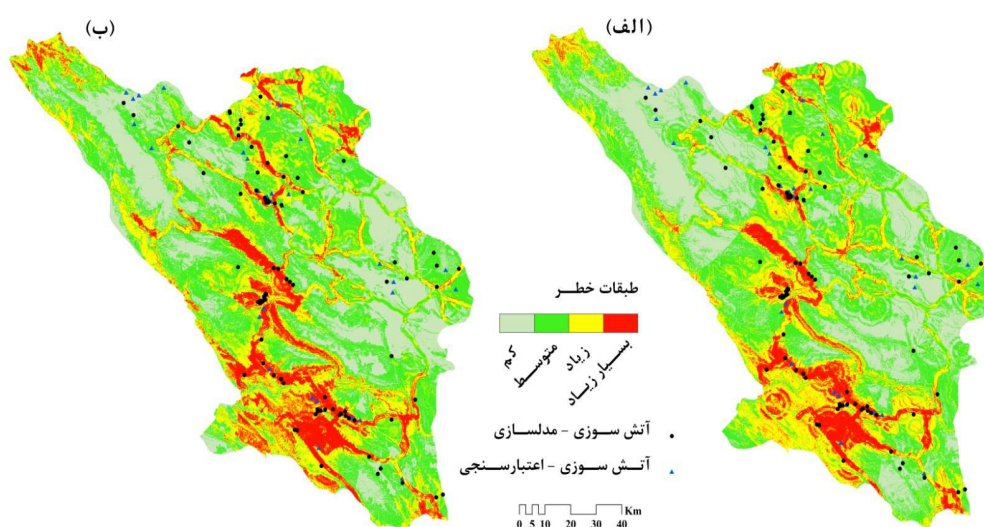 (الف)
(ب)
طبقات خطر
کم
متوسط
زیاد
بسیار زیاد
آتش سوزی - مدلسازی
آتش سوزی - اعتبارسنجی
Km
0 5 10 20 30 40